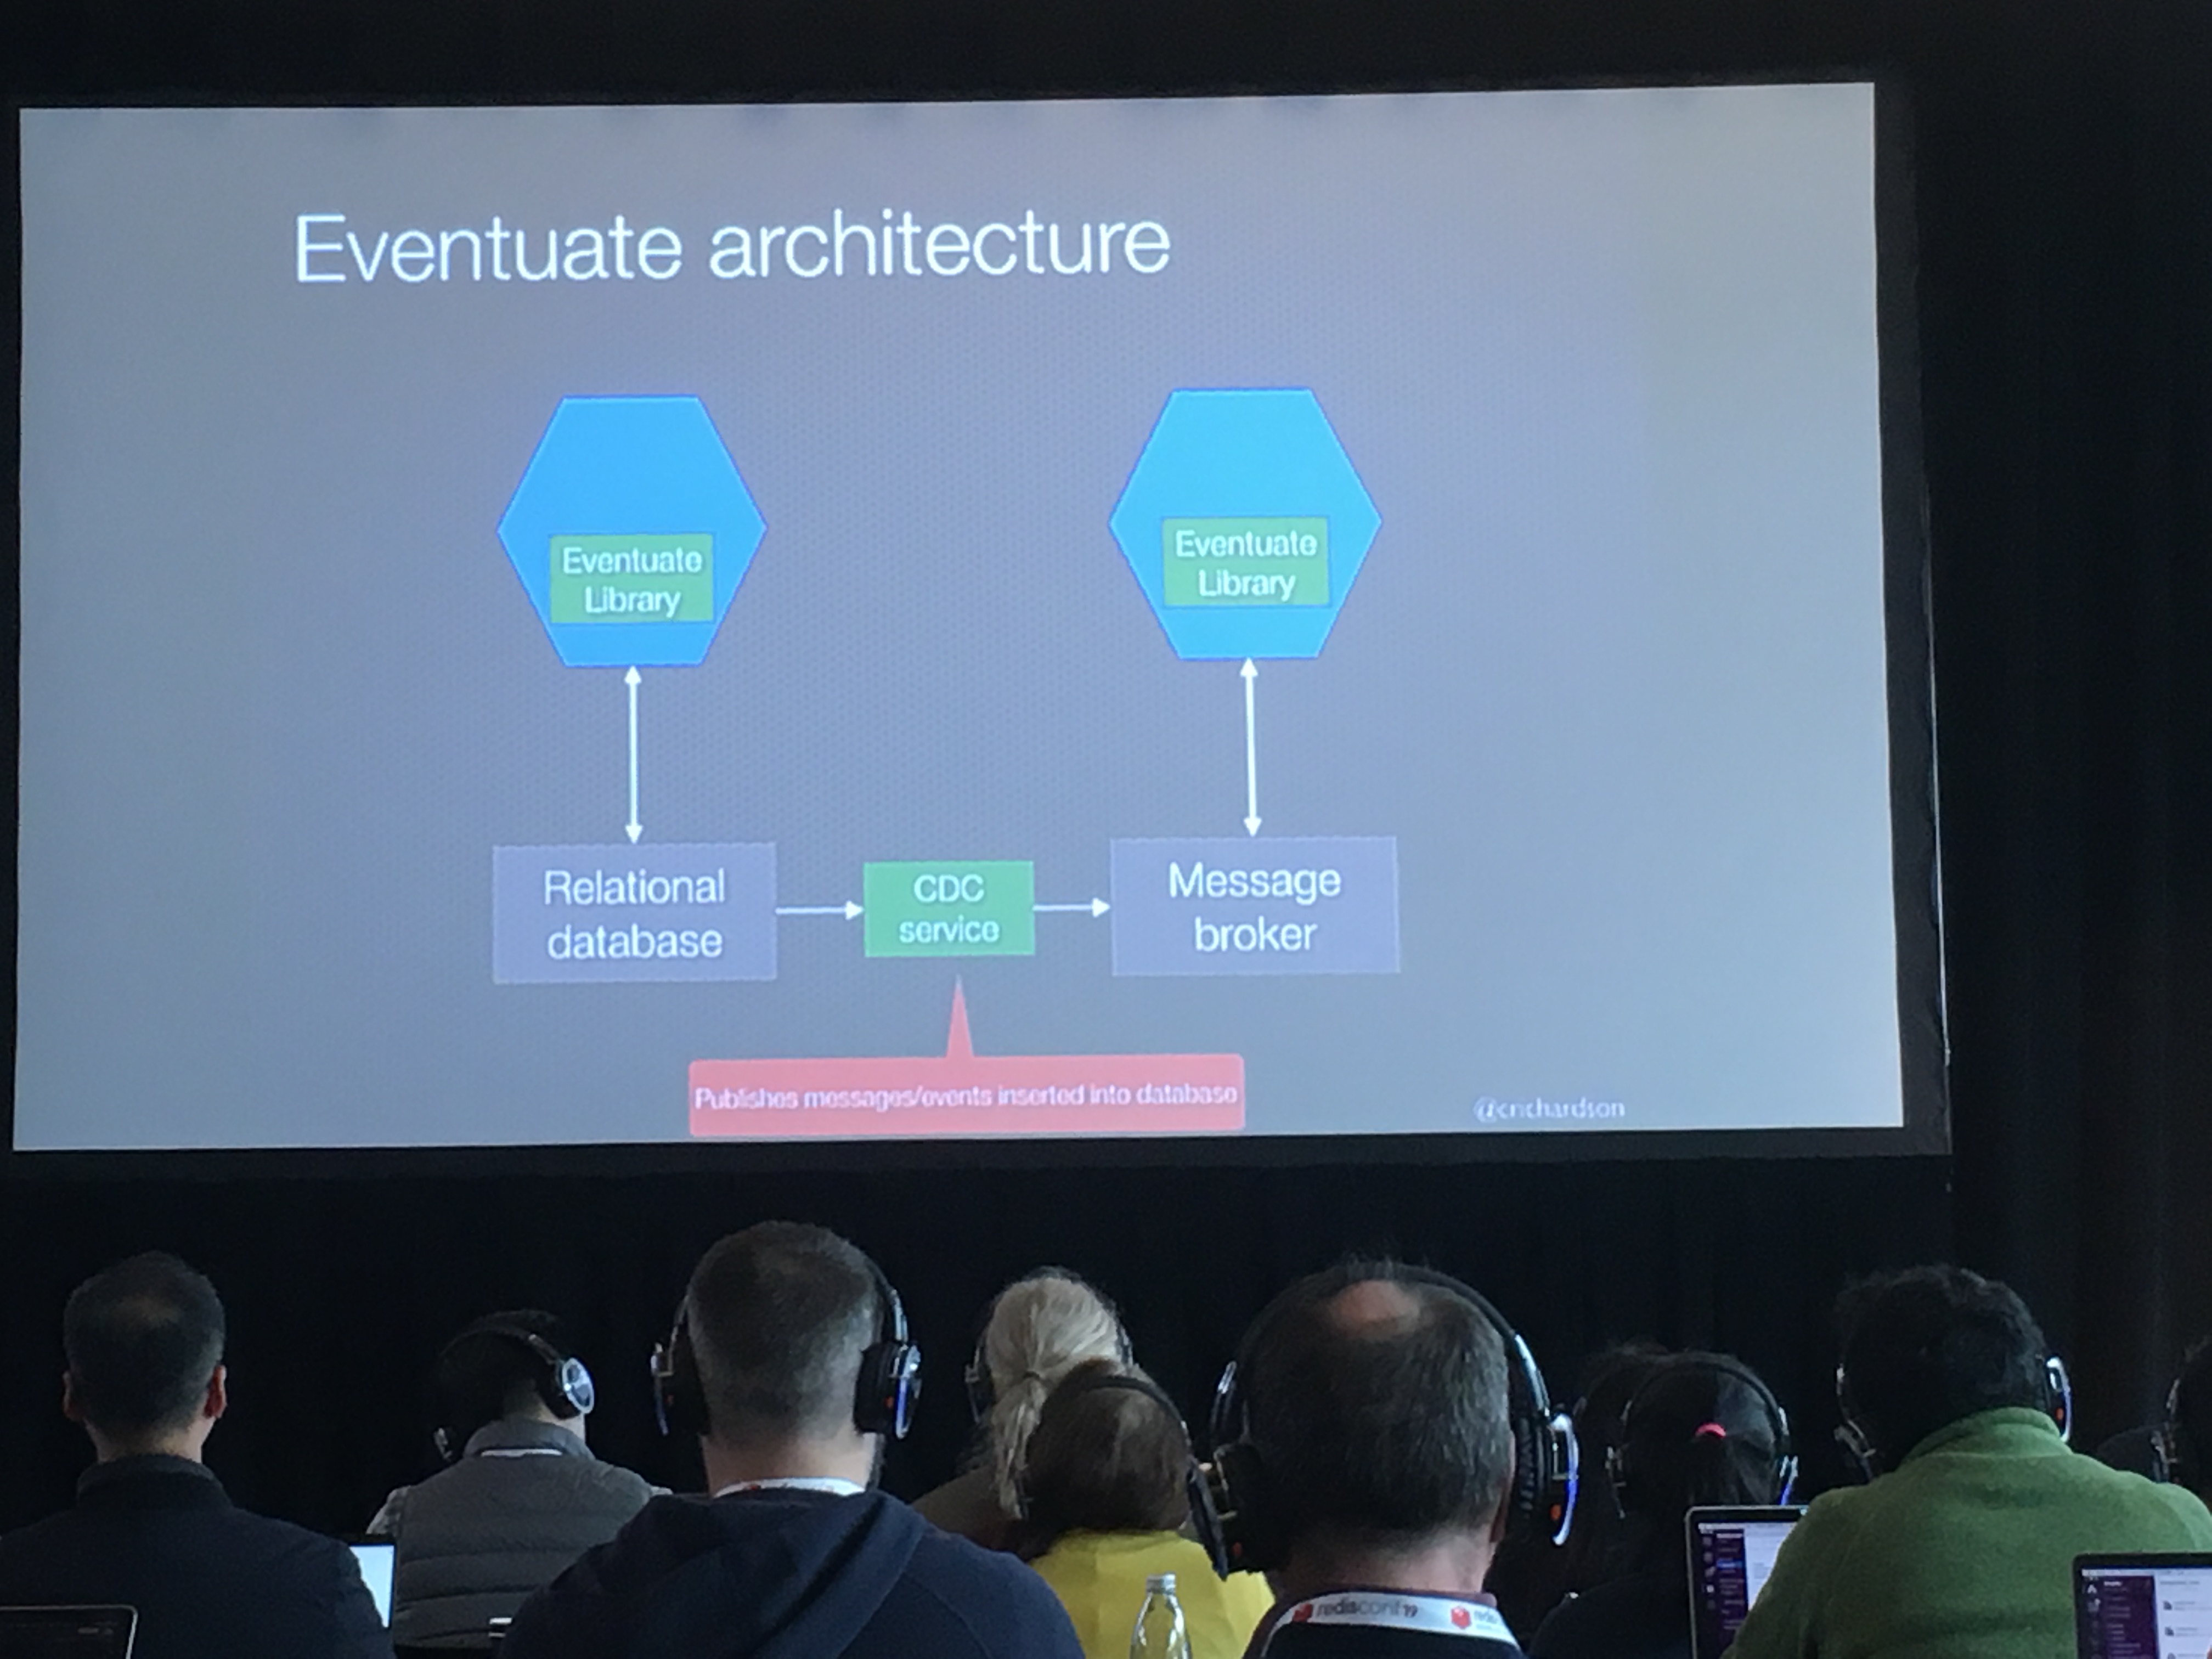 Eventuate architecture
Eventuate
Library
Eventuate
Library
Relational
database
CDC
service
Message
broker
Publishes messages/events inserted into database
@crichardson
redisconf19
redis